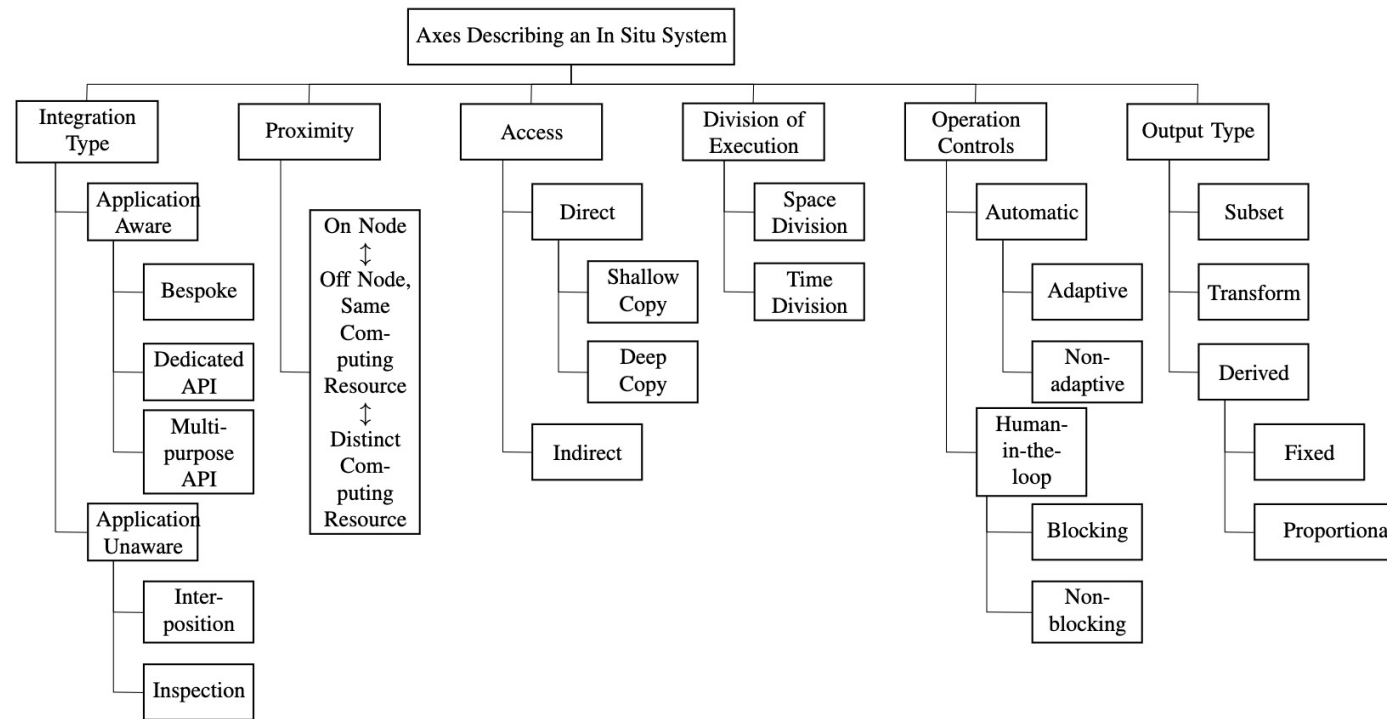 Axes Describing an In Situ System
Integration
Type
Proximity
Access
Division of
Execution
Operation
Controls
Output Type
Application
Aware
Bespoke
Dedicated
API
Multi-
purpose
API
Application
Unaware
Inter-
position
Inspection
On Node
↕
Off Node,
Same
Com-
puting
Resource
↕
Distinct
Com-
puting
Resource
Direct
Shallow
Copy
Deep
Copy
Indirect
Space
Division
Time
Division
Automatic
Adaptive
Non-
adaptive
Human-
in-the-
loop
Blocking
Non-
blocking
Subset
Transform
Derived
Fixed
Proportiona